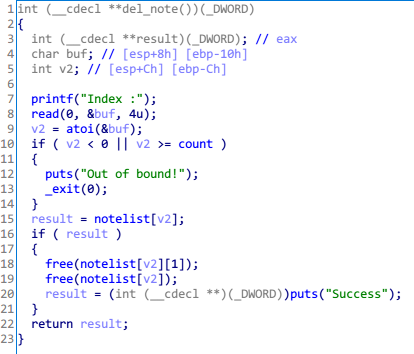 1 int (__cdecl **del_note())(_DWORD)
2 {
3   int (__cdecl **result)(_DWORD); // eax
4   char buf; // [esp+8h] [ebp-10h]
5   int v2; // [esp+Ch] [ebp-Ch]
6
7   printf("Index :");
8   read(0, &buf, 4u);
9   v2 = atoi(&buf);
10   if ( v2 < 0 || v2 >= count )
11   {
12     puts("Out of bound!");
13     _exit(0);
14   }
15   result = notelist[v2];
16   if ( result )
17   {
18     free(notelist[v2][1]);
19     free(notelist[v2]);
20     result = (int (__cdecl **)(_DWORD))puts("Success");
21   }
22   return result;
23 }